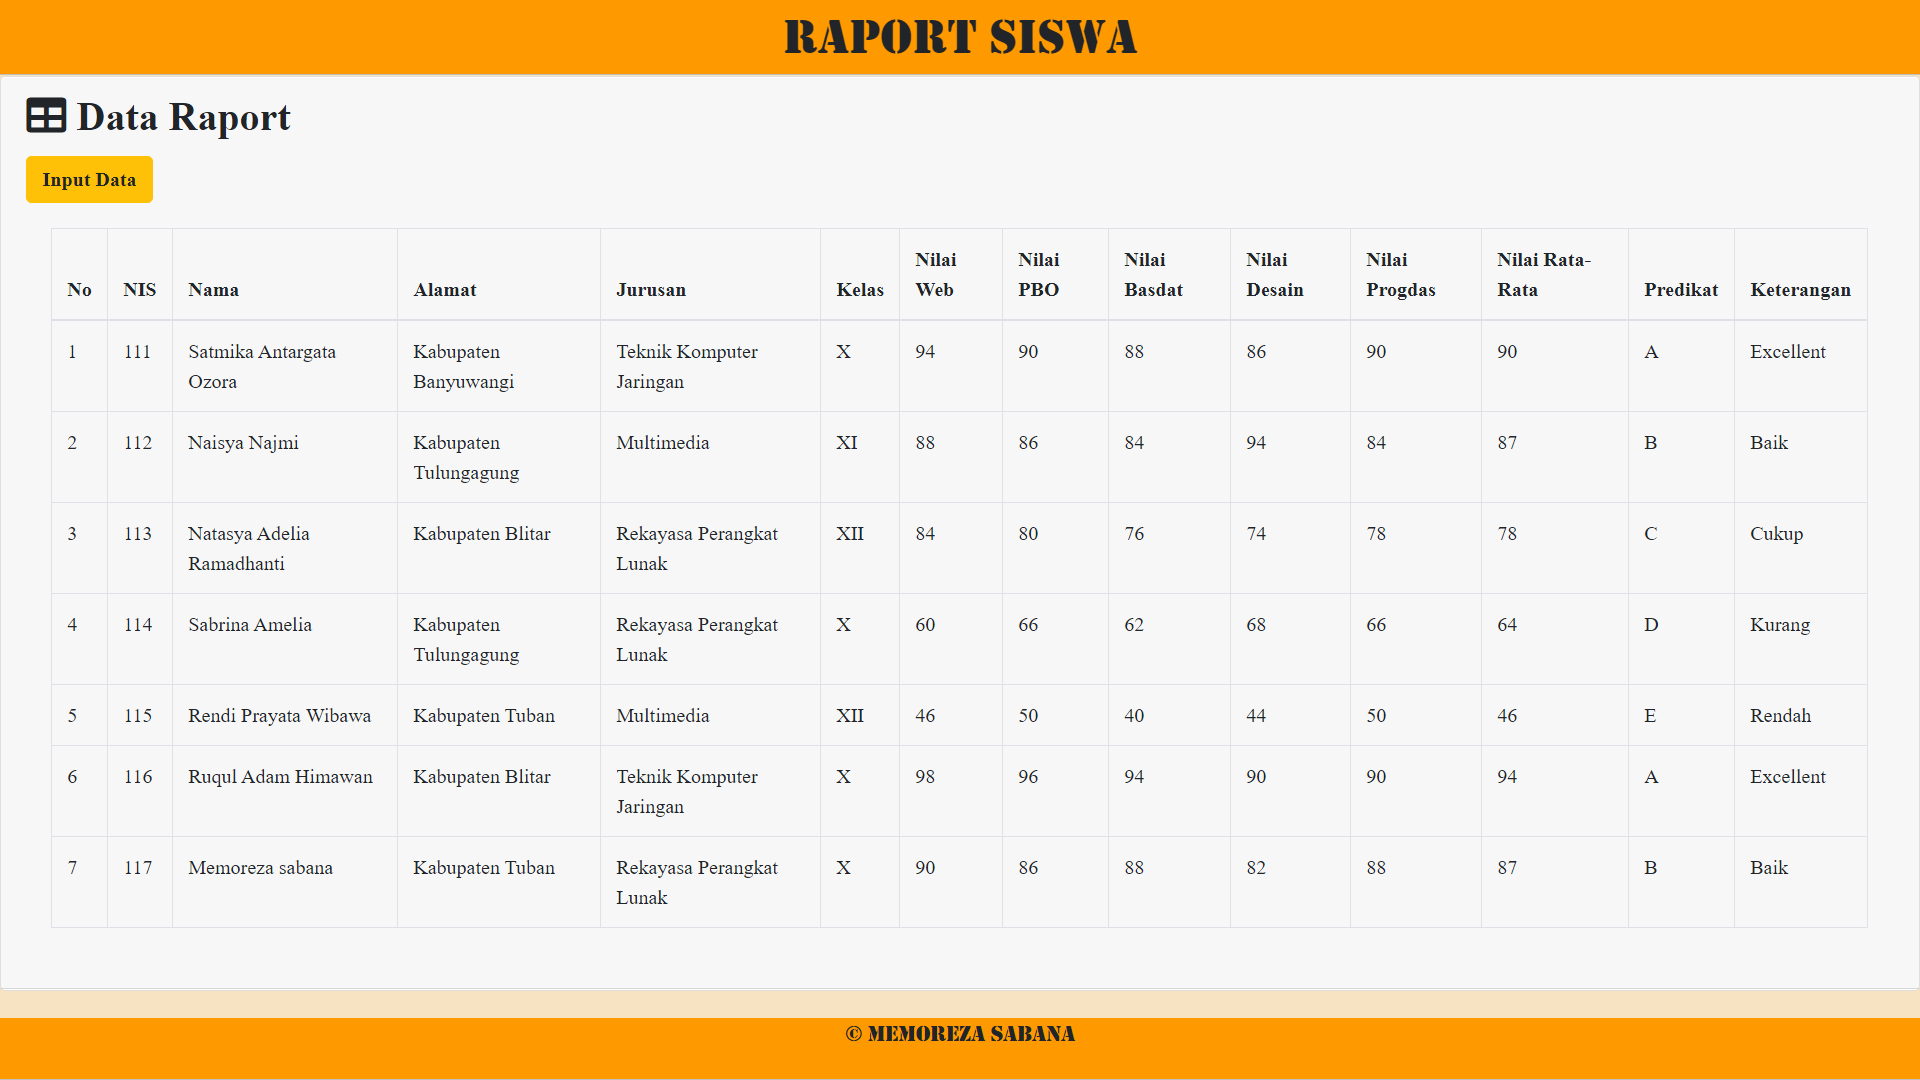 RAPORT SISWA
Data Raport
Input Data
No NIS Nama Alamat Jurusan Kelas Nilai Web Nilai PBO Nilai Basdat Nilai Desain Nilai Progdas Nilai Rata-Rata Predikat Keterangan
1 111 Satmika Antargata Ozora Kabupaten Banyuwangi Teknik Komputer Jaringan X 94 90 88 86 90 90 A Excellent
2 112 Naisya Najmi Kabupaten Tulungagung Multimedia XI 88 86 84 94 84 87 B Baik
3 113 Natasya Adelia Ramadhanti Kabupaten Blitar Rekayasa Perangkat Lunak XII 84 80 76 74 78 78 C Cukup
4 114 Sabrina Amelia Kabupaten Tulungagung Rekayasa Perangkat Lunak X 60 66 62 68 66 64 D Kurang
5 115 Rendi Prayata Wibawa Kabupaten Tuban Multimedia XII 46 50 40 44 50 46 E Rendah
6 116 Ruqul Adam Himawan Kabupaten Blitar Teknik Komputer Jaringan X 98 96 94 90 90 94 A Excellent
7 117 Memoreza sabana Kabupaten Tuban Rekayasa Perangkat Lunak X 90 86 88 82 88 87 B Baik
© MEMOREZA SABANA